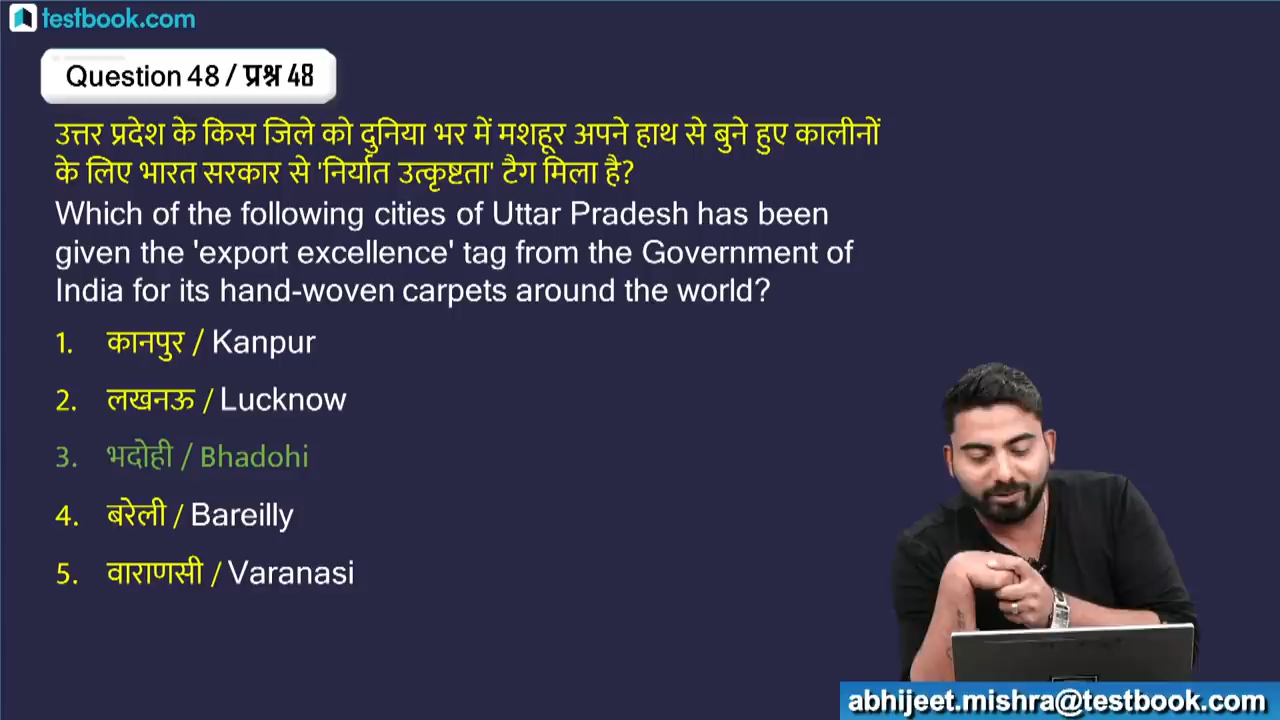 testbook.com
Question 48 / प्रश्न 48
उत्तर प्रदेश के किस जिले को दुनिया भर में मशहूर अपने हाथ से बुने हुए कालीनों
के लिए भारत सरकार से 'निर्यात उत्कृष्टता' टैग मिला है?
Which of the following cities of Uttar Pradesh has been
given the 'export excellence' tag from the Government of
India for its hand-woven carpets around the world?
1. कानपुर / Kanpur
2. लखनऊ / Lucknow
3. भदोही / Bhadohi
4. बरेली / Bareilly
5. वाराणसी / Varanasi
abhijeet.mishra@testbook.com